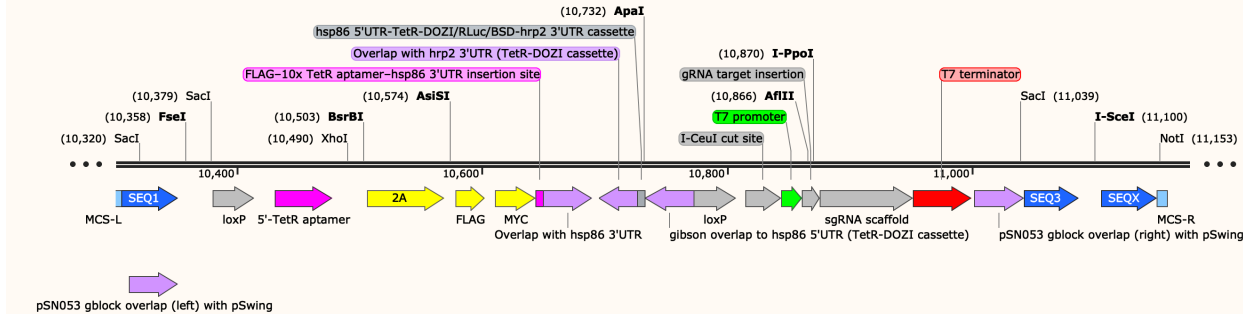 (10,732) ApaI
hsp86 5'UTR-TetR-DOZI/RLuc/BSD-hrp2 3'UTR cassette
Overlap with hrp2 3'UTR (TetR-DOZI cassette)
(10,870) I-PpoI
FLAG–10x TetR aptamer–hsp86 3'UTR insertion site
gRNA target insertion
T7 terminator
(10,379) SacI
(10,574) AsiSI
(10,866) AflII
SacI (11,039)
(10,358) FseI
(10,503) BsrBI
T7 promoter
I-SceI (11,100)
(10,320) SacI
(10,490) XhoI
I-CeuI cut site
NotI (11,153)
10,400
10,600
10,800
11,000
SEQ1
2A
SEQ3
SEQX
MCS-L
loxP
5'-TetR aptamer
FLAG
MYC
loxP
sgRNA scaffold
MCS-R
Overlap with hsp86 3'UTR
gibson overlap to hsp86 5'UTR (TetR-DOZI cassette)
pSN053 gblock overlap (right) with pSwing
pSN053 gblock overlap (left) with pSwing